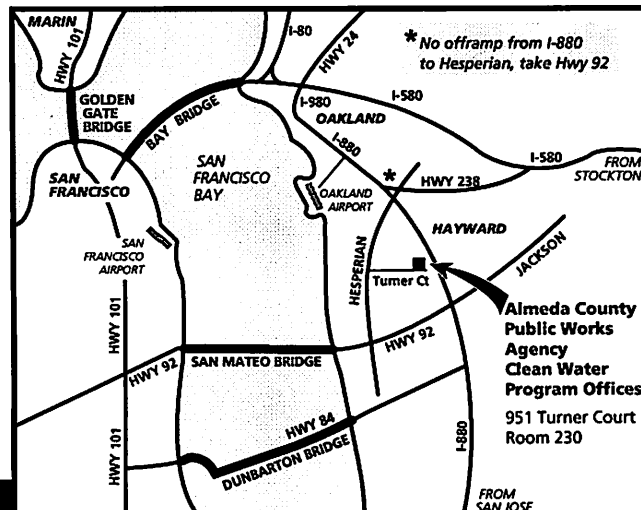 MARIN
HWY 101
I-80
HWY 24
* No offramp from I-880
to Hesperian, take Hwy 92
GOLDEN
GATE
BRIDGE
BAY BRIDGE
I-980
OAKLAND
I-580
I-880
SAN
FRANCISCO
SAN
FRANCISCO
BAY
OAKLAND
AIRPORT
*
HWY 238
I-580
FROM
STOCKTON
SAN
FRANCISCO
AIRPORT
HAYWARD
HESPERIAN
Turner Ct
JACKSON
HWY 101
HWY 92
SAN MATEO BRIDGE
HWY 92
Almeda County
Public Works
Agency
Clean Water
Program Offices
951 Turner Court
Room 230
HWY 84
DUNBARTON BRIDGE
HWY 101
I-880
FROM
SAN JOSE